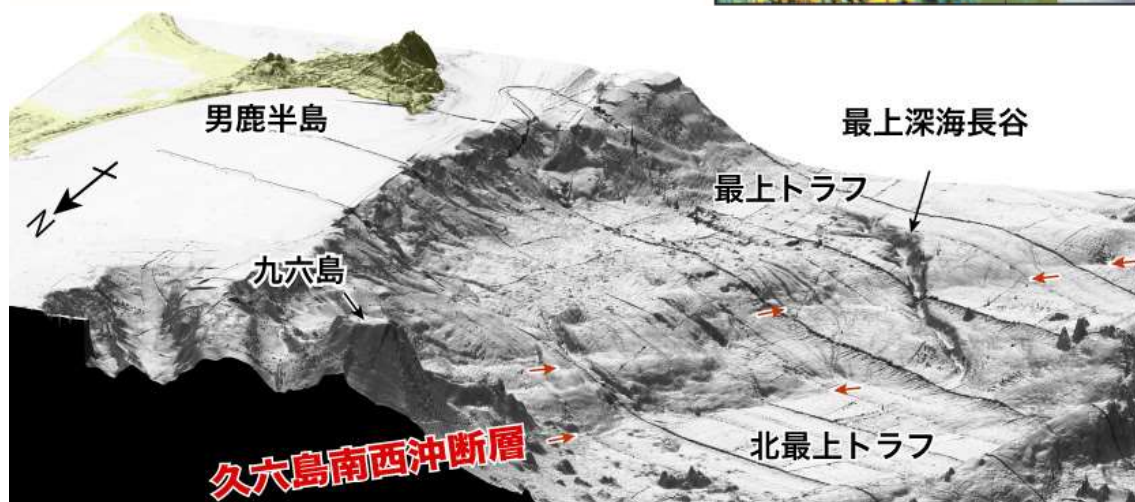 男鹿半島
最上深海長谷
最上トラフ
N
九六島
北最上トラフ
久六島南西沖断層